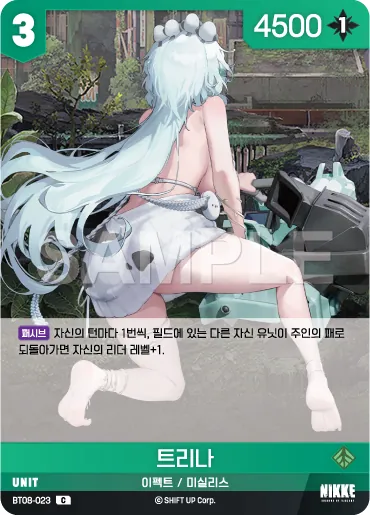 3
4500 1
SAMPLE
패시브 자신의 턴마다 1번씩, 필드에 있는 다른 자신 유닛이 주인의 패로
되돌아가면 자신의 리더 레벨+1.
트리나
UNIT
이펙트 / 미실리스
NIKKE
BT08-023 C
© SHIFT UP Corp.